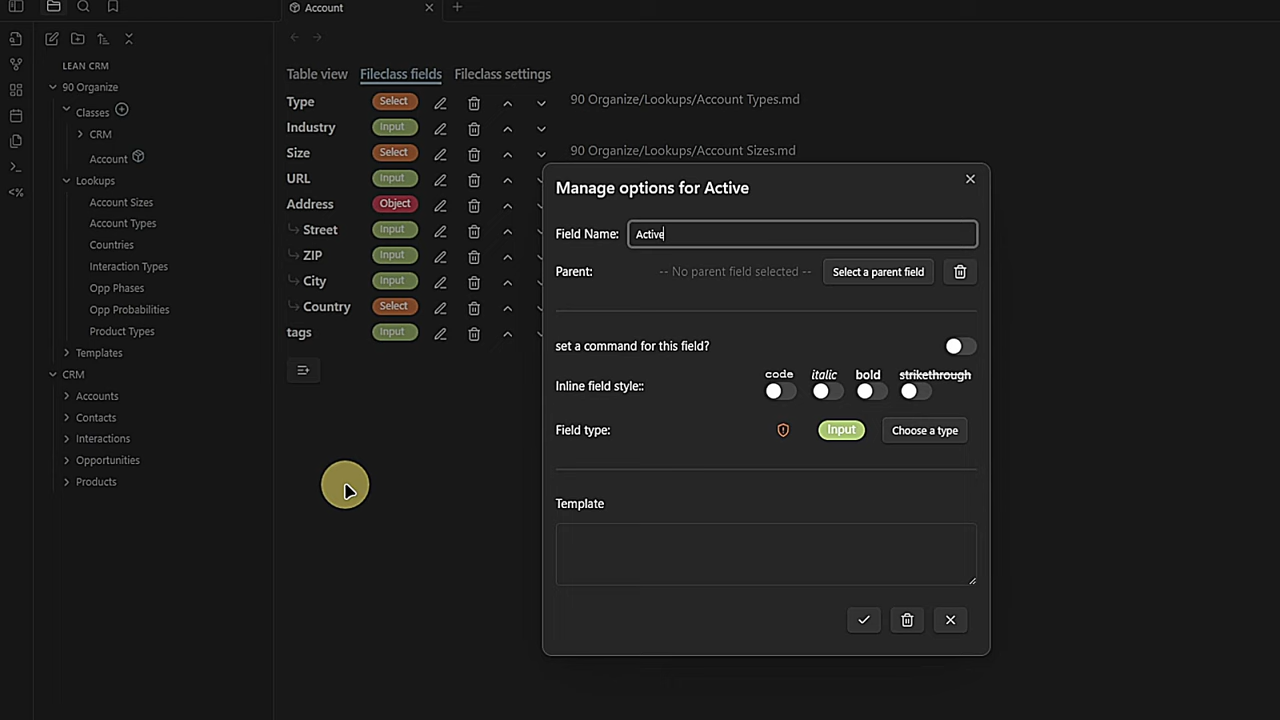 Account
LEAN CRM
90 Organize
Classes
CRM
Account
Lookups
Account Sizes
Account Types
Countries
Interaction Types
Opp Phases
Opp Probabilities
Product Types
Templates
CRM
Accounts
Contacts
Interactions
Opportunities
Products
Table view Fileclass fields Fileclass settings
Type Select 90 Organize/Lookups/Account Types.md
Industry Input
Size Select 90 Organize/Lookups/Account Sizes.md
URL Input
Address Object
Street Input
ZIP Input
City Input
Country Select
tags Input
Manage options for Active
Field Name: Active
Parent: -- No parent field selected -- Select a parent field
set a command for this field?
Inline field style:: code italic bold strikethrough
Field type: Input Choose a type
Template